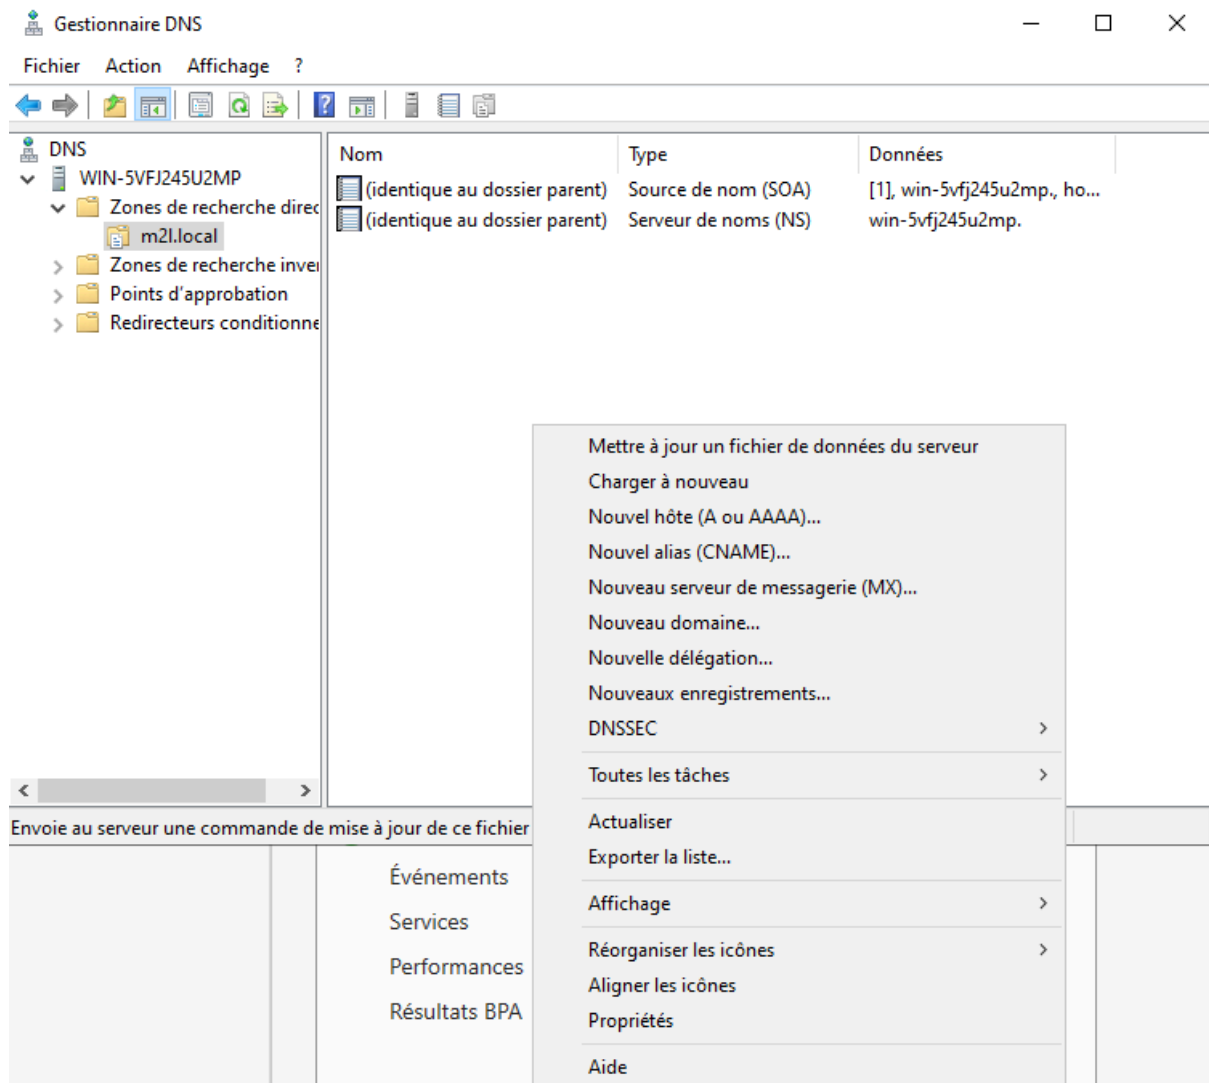 Gestionnaire DNS
Fichier Action Affichage ?
DNS
WIN-5VFJ245U2MP
Zones de recherche direc
m2l.local
Zones de recherche inver
Points d'approbation
Redirecteurs conditionne
Nom Type Données
(identique au dossier parent) Source de nom (SOA) [1], win-5vfj245u2mp., ho...
(identique au dossier parent) Serveur de noms (NS) win-5vfj245u2mp.
Mettre à jour un fichier de données du serveur
Charger à nouveau
Nouvel hôte (A ou AAAA)...
Nouvel alias (CNAME)...
Nouveau serveur de messagerie (MX)...
Nouveau domaine...
Nouvelle délégation...
Nouveaux enregistrements...
DNSSEC
Toutes les tâches
Actualiser
Exporter la liste...
Affichage
Réorganiser les icônes
Aligner les icônes
Propriétés
Aide
Envoie au serveur une commande de mise à jour de ce fichier
Événements
Services
Performances
Résultats BPA